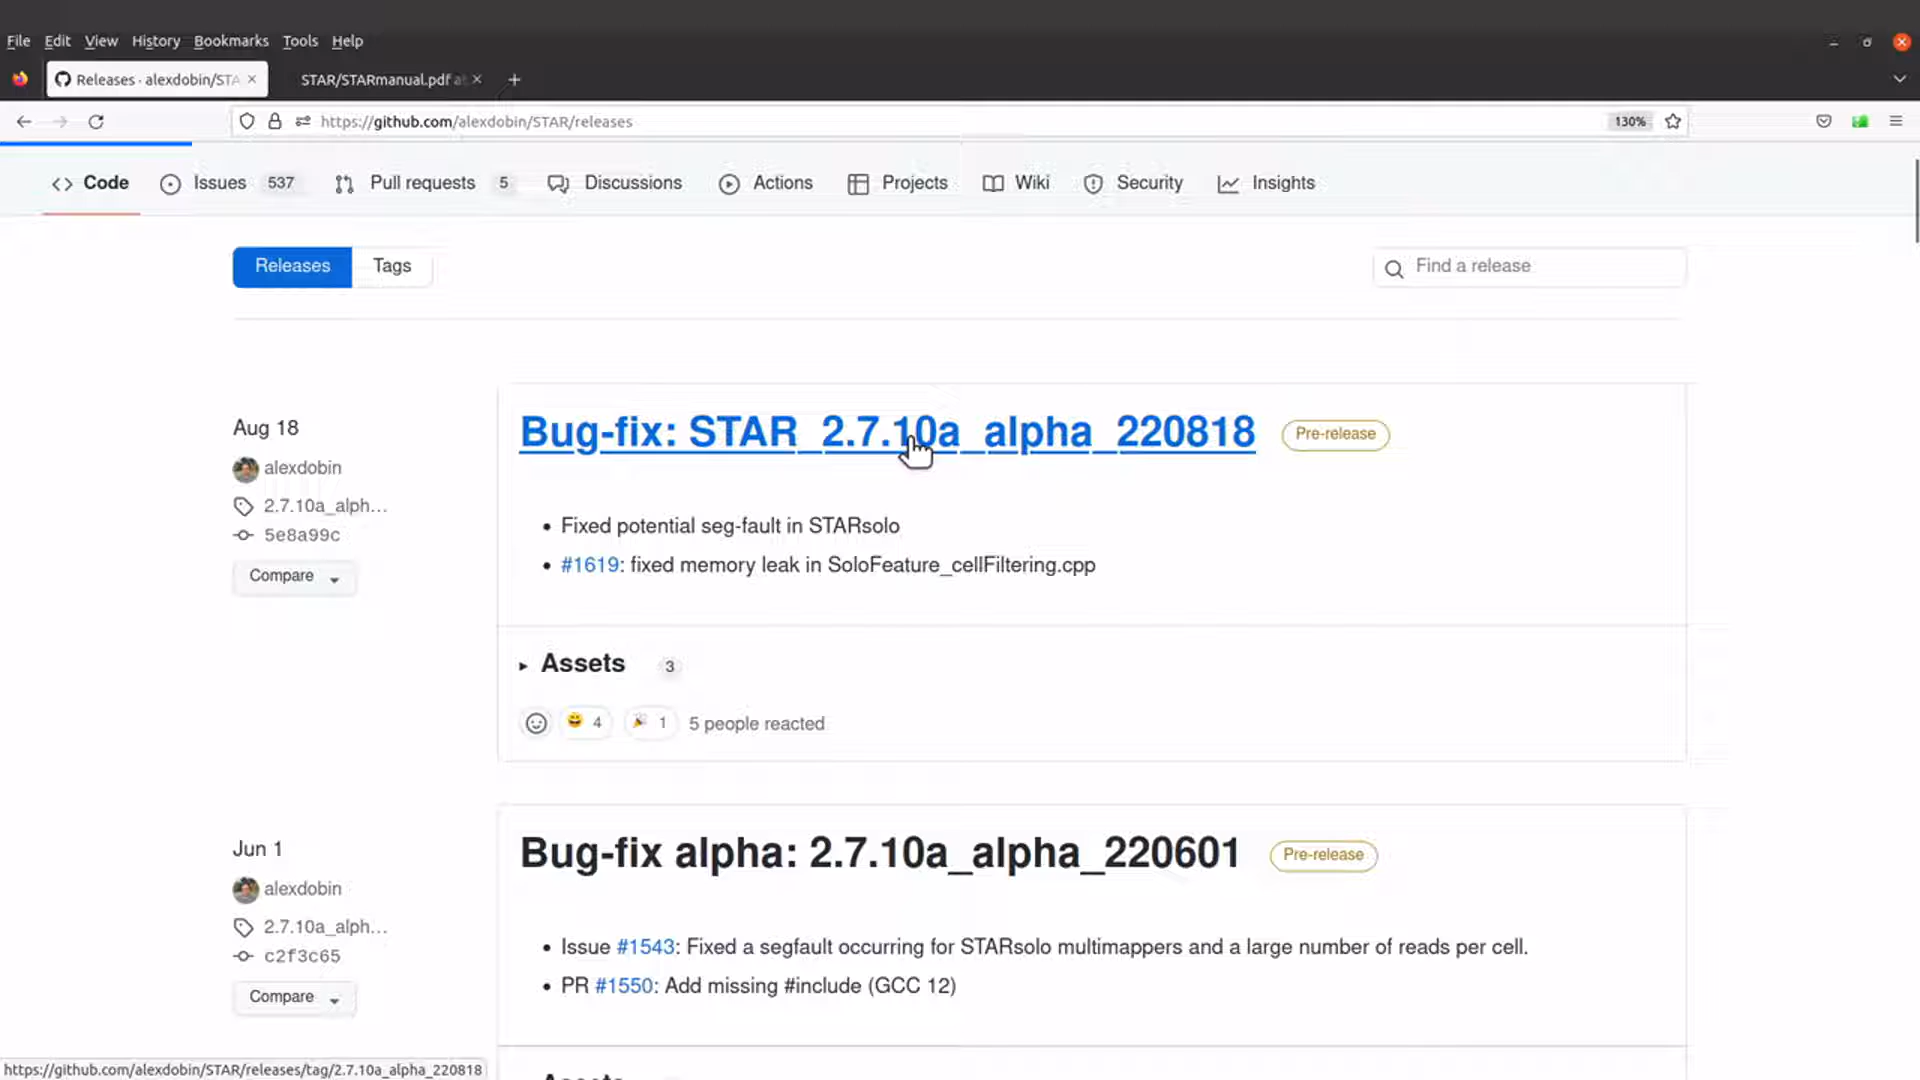 File Edit View History Bookmarks Tools Help
Releases · alexdobin/STA
STAR/STARmanual.pdf a
https://github.com/alexdobin/STAR/releases
130%
Code
Issues 537
Pull requests 5
Discussions
Actions
Projects
Wiki
Security
Insights
Releases
Tags
Find a release
Aug 18
alexdobin
2.7.10a_alph...
5e8a99c
Compare
Bug-fix: STAR_2.7.10a_alpha_220818
Pre-release
• Fixed potential seg-fault in STARsolo
• #1619: fixed memory leak in SoloFeature_cellFiltering.cpp
Assets 3
4
1
5 people reacted
Jun 1
alexdobin
2.7.10a_alph...
c2f3c65
Compare
Bug-fix alpha: 2.7.10a_alpha_220601
Pre-release
• Issue #1543: Fixed a segfault occurring for STARsolo multimappers and a large number of reads per cell.
• PR #1550: Add missing #include (GCC 12)
https://github.com/alexdobin/STAR/releases/tag/2.7.10a_alpha_220818